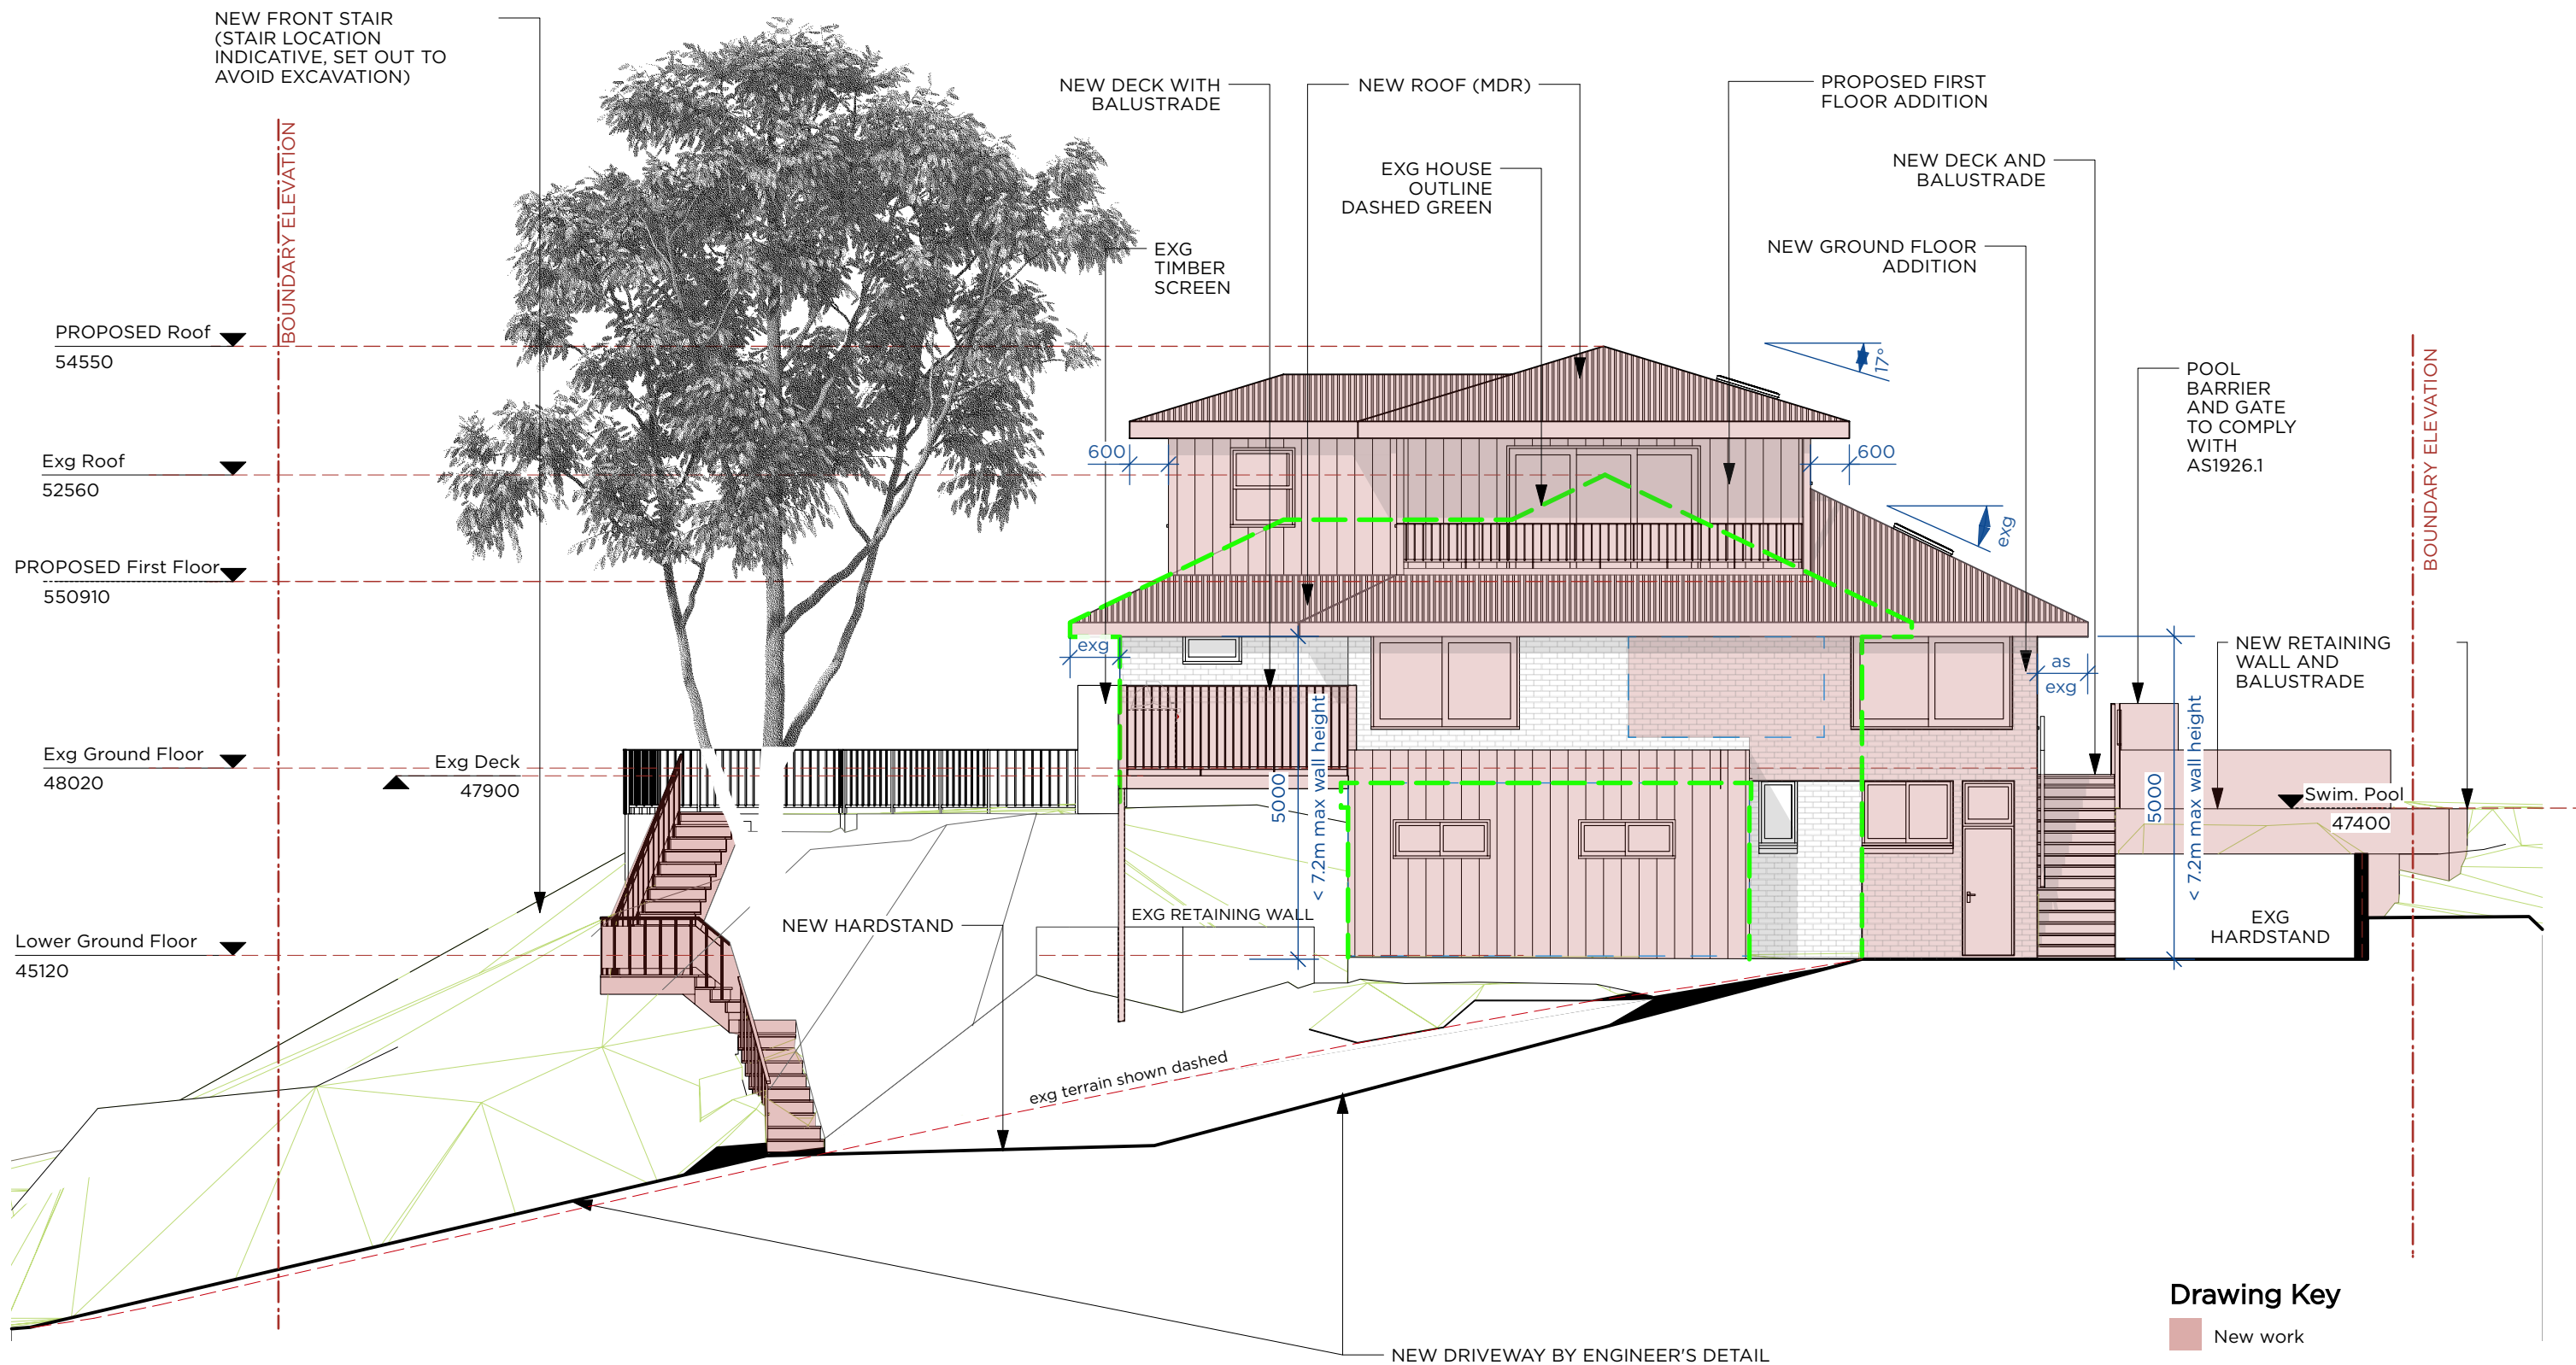 NEW FRONT STAIR
(STAIR LOCATION
INDICATIVE, SET OUT TO
AVOID EXCAVATION)
BOUNDARY ELEVATION
NEW DECK WITH
BALUSTRADE
NEW ROOF (MDR)
PROPOSED FIRST
FLOOR ADDITION
EXG HOUSE
OUTLINE
DASHED GREEN
NEW DECK AND
BALUSTRADE
EXG
TIMBER
SCREEN
NEW GROUND FLOOR
ADDITION
PROPOSED Roof
54550
17°
POOL
BARRIER
AND GATE
TO COMPLY
WITH
AS1926.1
BOUNDARY ELEVATION
Exg Roof
52560
600
600
exg
PROPOSED First Floor
550910
exg
as
exg
NEW RETAINING
WALL AND
BALUSTRADE
Exg Ground Floor
48020
Exg Deck
47900
5000
< 7.2m max wall height
5000
< 7.2m max wall height
Swim. Pool
47400
Lower Ground Floor
45120
NEW HARDSTAND
EXG RETAINING WALL
EXG
HARDSTAND
exg terrain shown dashed
Drawing Key
New work
NEW DRIVEWAY BY ENGINEER'S DETAIL